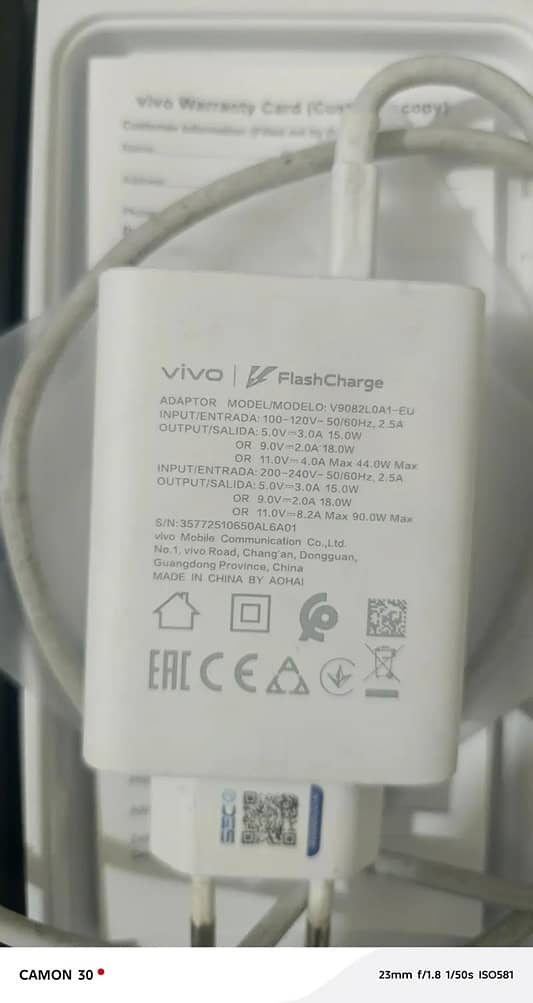 vivo Warranty Card (Cus copy)
vivo | FlashCharge
ADAPTOR MODEL/MODELO: V9082L0A1-EU
INPUT/ENTRADA: 100-120V~ 50/60Hz, 2.5A
OUTPUT/SALIDA: 5.0V⎓3.0A 15.0W
OR 9.0V⎓2.0A 18.0W
OR 11.0V⎓4.0A Max 44.0W Max
INPUT/ENTRADA: 200-240V~ 50/60Hz, 2.5A
OUTPUT/SALIDA: 5.0V⎓3.0A 15.0W
OR 9.0V⎓2.0A 18.0W
OR 11.0V⎓8.2A Max 90.0W Max
S/N:35772510650AL6A01
vivo Mobile Communication Co.,Ltd.
No.1, vivo Road, Chang'an, Dongguan,
Guangdong Province, China
MADE IN CHINA BY AOHAI
EAC CE
CAMON 30 23mm f/1.8 1/50s ISO581